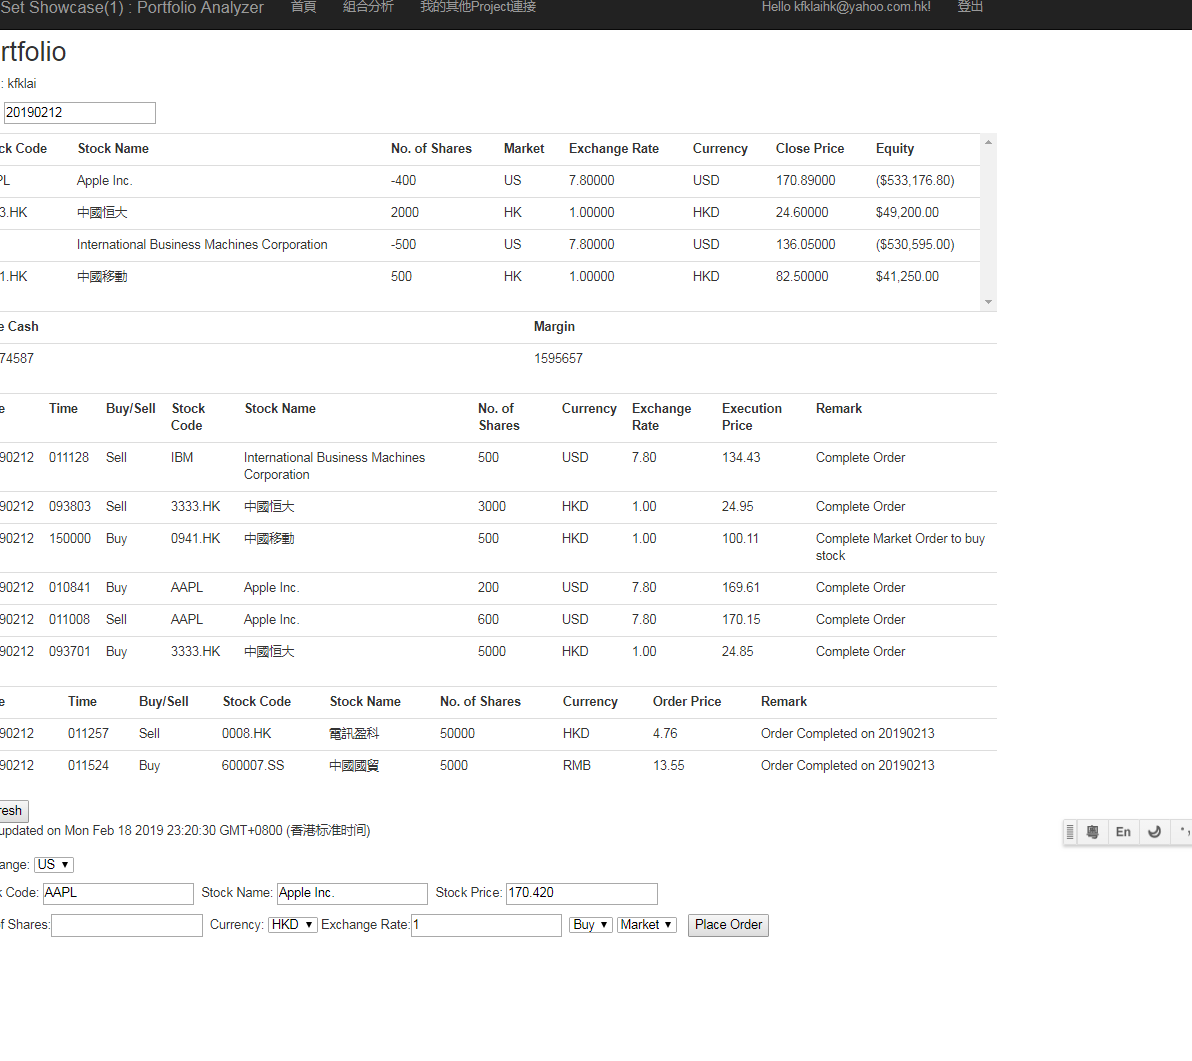 Set Showcase(1) : Portfolio Analyzer 首頁 組合分析 我的其他Project連接 Hello kfklaihk@yahoo.com.hk! 登出
rtfolio
: kfklai
20190212
ck Code Stock Name No. of Shares Market Exchange Rate Currency Close Price Equity
PL Apple Inc. -400 US 7.80000 USD 170.89000 ($533,176.80)
3.HK 中國恒大 2000 HK 1.00000 HKD 24.60000 $49,200.00
International Business Machines Corporation -500 US 7.80000 USD 136.05000 ($530,595.00)
1.HK 中國移動 500 HK 1.00000 HKD 82.50000 $41,250.00
e Cash Margin
74587 1595657
e Time Buy/Sell Stock Code Stock Name No. of Shares Currency Exchange Rate Execution Price Remark
90212 011128 Sell IBM International Business Machines Corporation 500 USD 7.80 134.43 Complete Order
90212 093803 Sell 3333.HK 中國恒大 3000 HKD 1.00 24.95 Complete Order
90212 150000 Buy 0941.HK 中國移動 500 HKD 1.00 100.11 Complete Market Order to buy stock
90212 010841 Buy AAPL Apple Inc. 200 USD 7.80 169.61 Complete Order
90212 011008 Sell AAPL Apple Inc. 600 USD 7.80 170.15 Complete Order
90212 093701 Buy 3333.HK 中國恒大 5000 HKD 1.00 24.85 Complete Order
e Time Buy/Sell Stock Code Stock Name No. of Shares Currency Order Price Remark
90212 011257 Sell 0008.HK 電訊盈科 50000 HKD 4.76 Order Completed on 20190213
90212 011524 Buy 600007.SS 中國國貿 5000 RMB 13.55 Order Completed on 20190213
resh
updated on Mon Feb 18 2019 23:20:30 GMT+0800 (香港标准时间)
粵 En
ange: US
k Code: AAPL Stock Name: Apple Inc. Stock Price: 170.420
of Shares: Currency: HKD Exchange Rate: 1 Buy Market Place Order